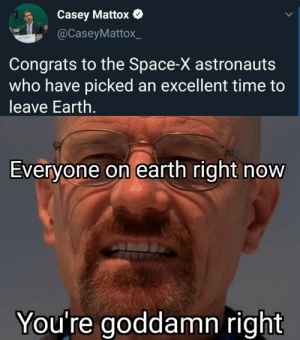 Casey Mattox
@CaseyMattox_
Congrats to the Space-X astronauts
who have picked an excellent time to
leave Earth.
Everyone on earth right now
You're goddamn right